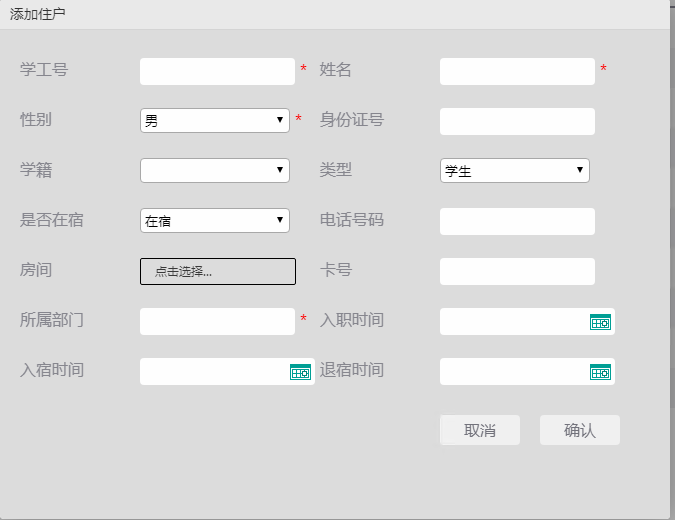 添加住户
学工号 * 姓名 *
性别 男 * 身份证号
学籍 类型 学生
是否在宿 在宿 电话号码
房间 点击选择... 卡号
所属部门 * 入职时间
入宿时间 退宿时间
取消 确认